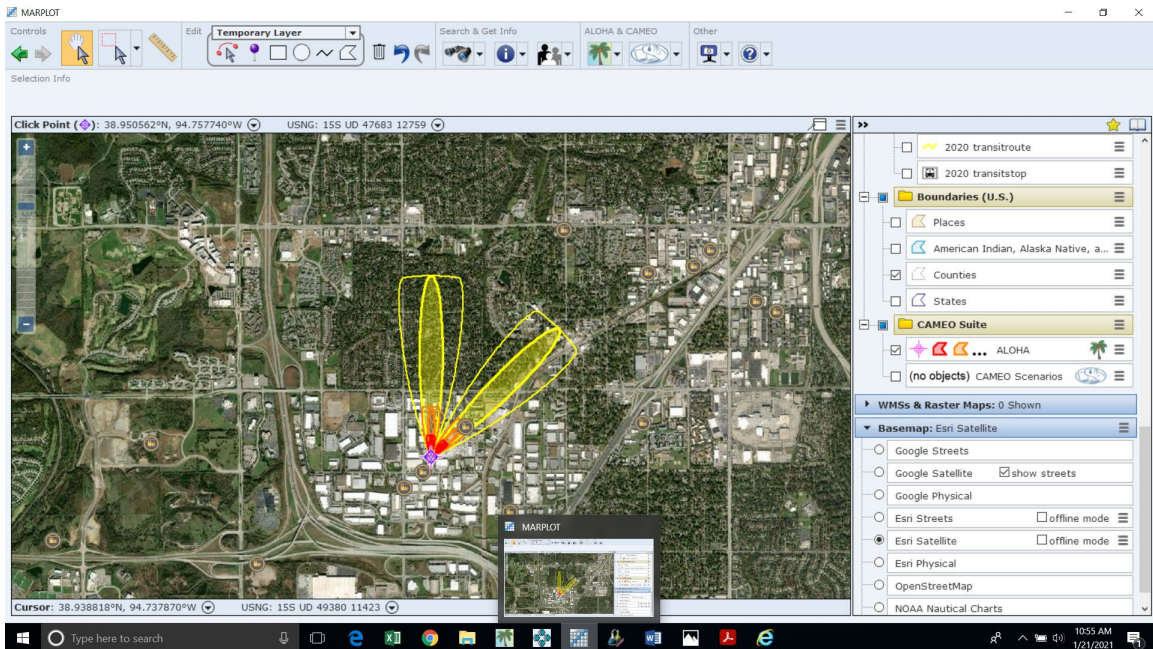 MARPLOT
Controls
Edit
Temporary Layer
Search & Get Info
ALOHA & CAMEO
Other
Selection Info
Click Point ( ): 38.950562°N, 94.757740°W
USNG: 15S UD 47683 12759
2020 transitroute
2020 transitstop
Boundaries (U.S.)
Places
American Indian, Alaska Native, a...
Counties
States
CAMEO Suite
... ALOHA
(no objects) CAMEO Scenarios
WMSs & Raster Maps: 0 Shown
Basemap: Esri Satellite
Google Streets
Google Satellite show streets
Google Physical
Esri Streets offline mode
Esri Satellite offline mode
Esri Physical
OpenStreetMap
NOAA Nautical Charts
MARPLOT
Cursor: 38.938818°N, 94.737870°W
USNG: 15S UD 49380 11423
Type here to search
10:55 AM
1/21/2021